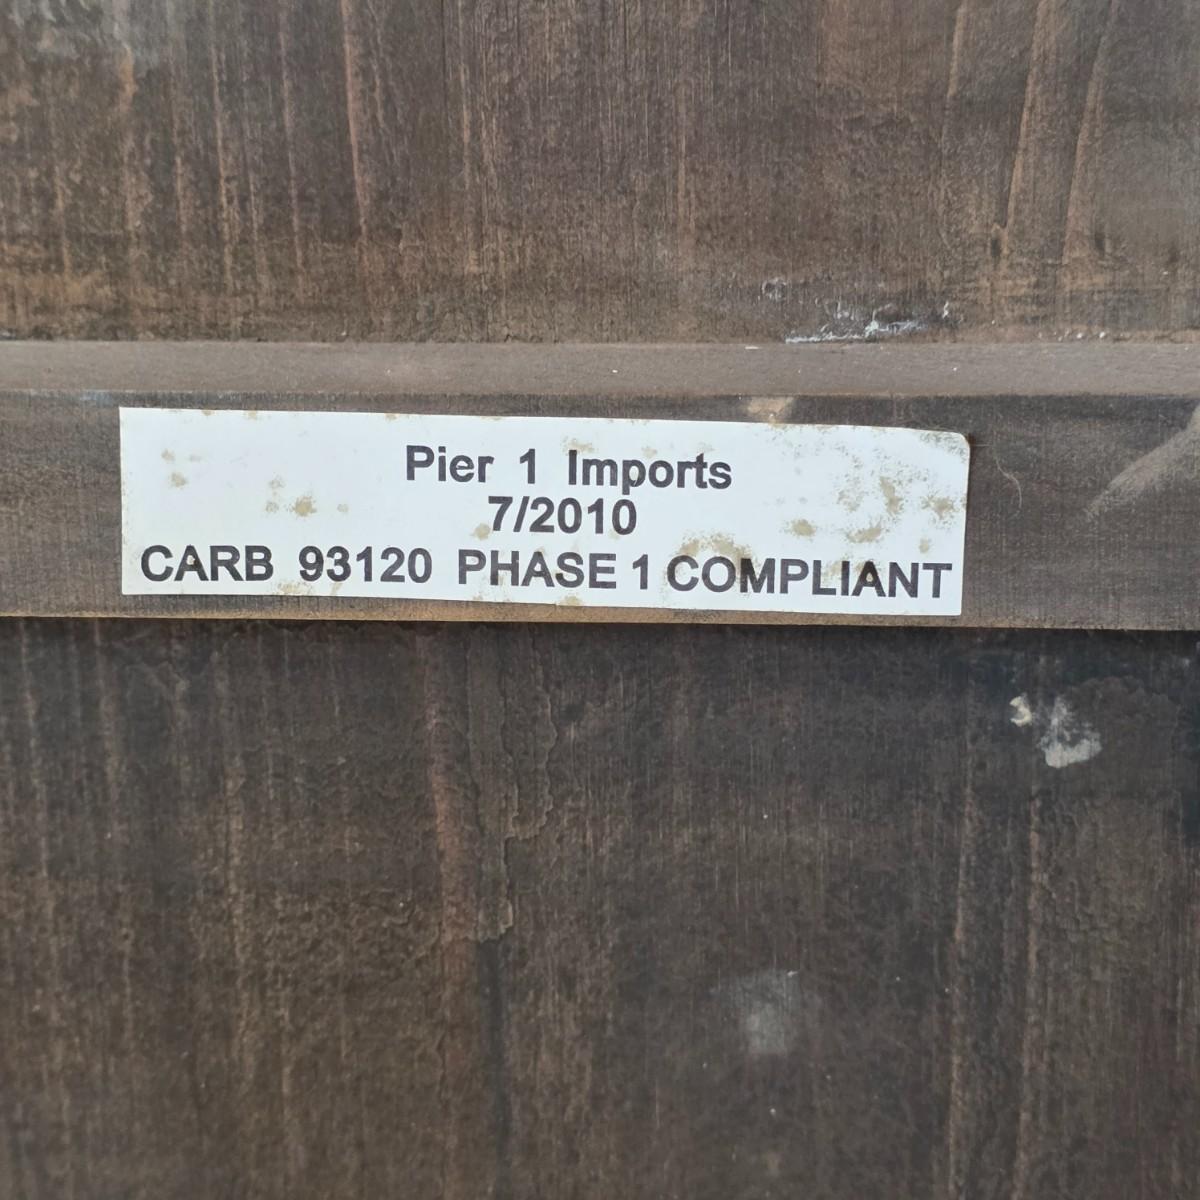 Pier 1 Imports
7/2010
CARB 93120 PHASE 1 COMPLIANT